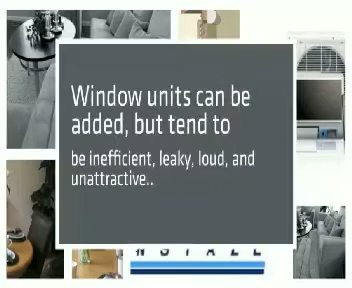 Window units can be
added, but tend to
be inefficient, leaky, loud, and
unattractive..